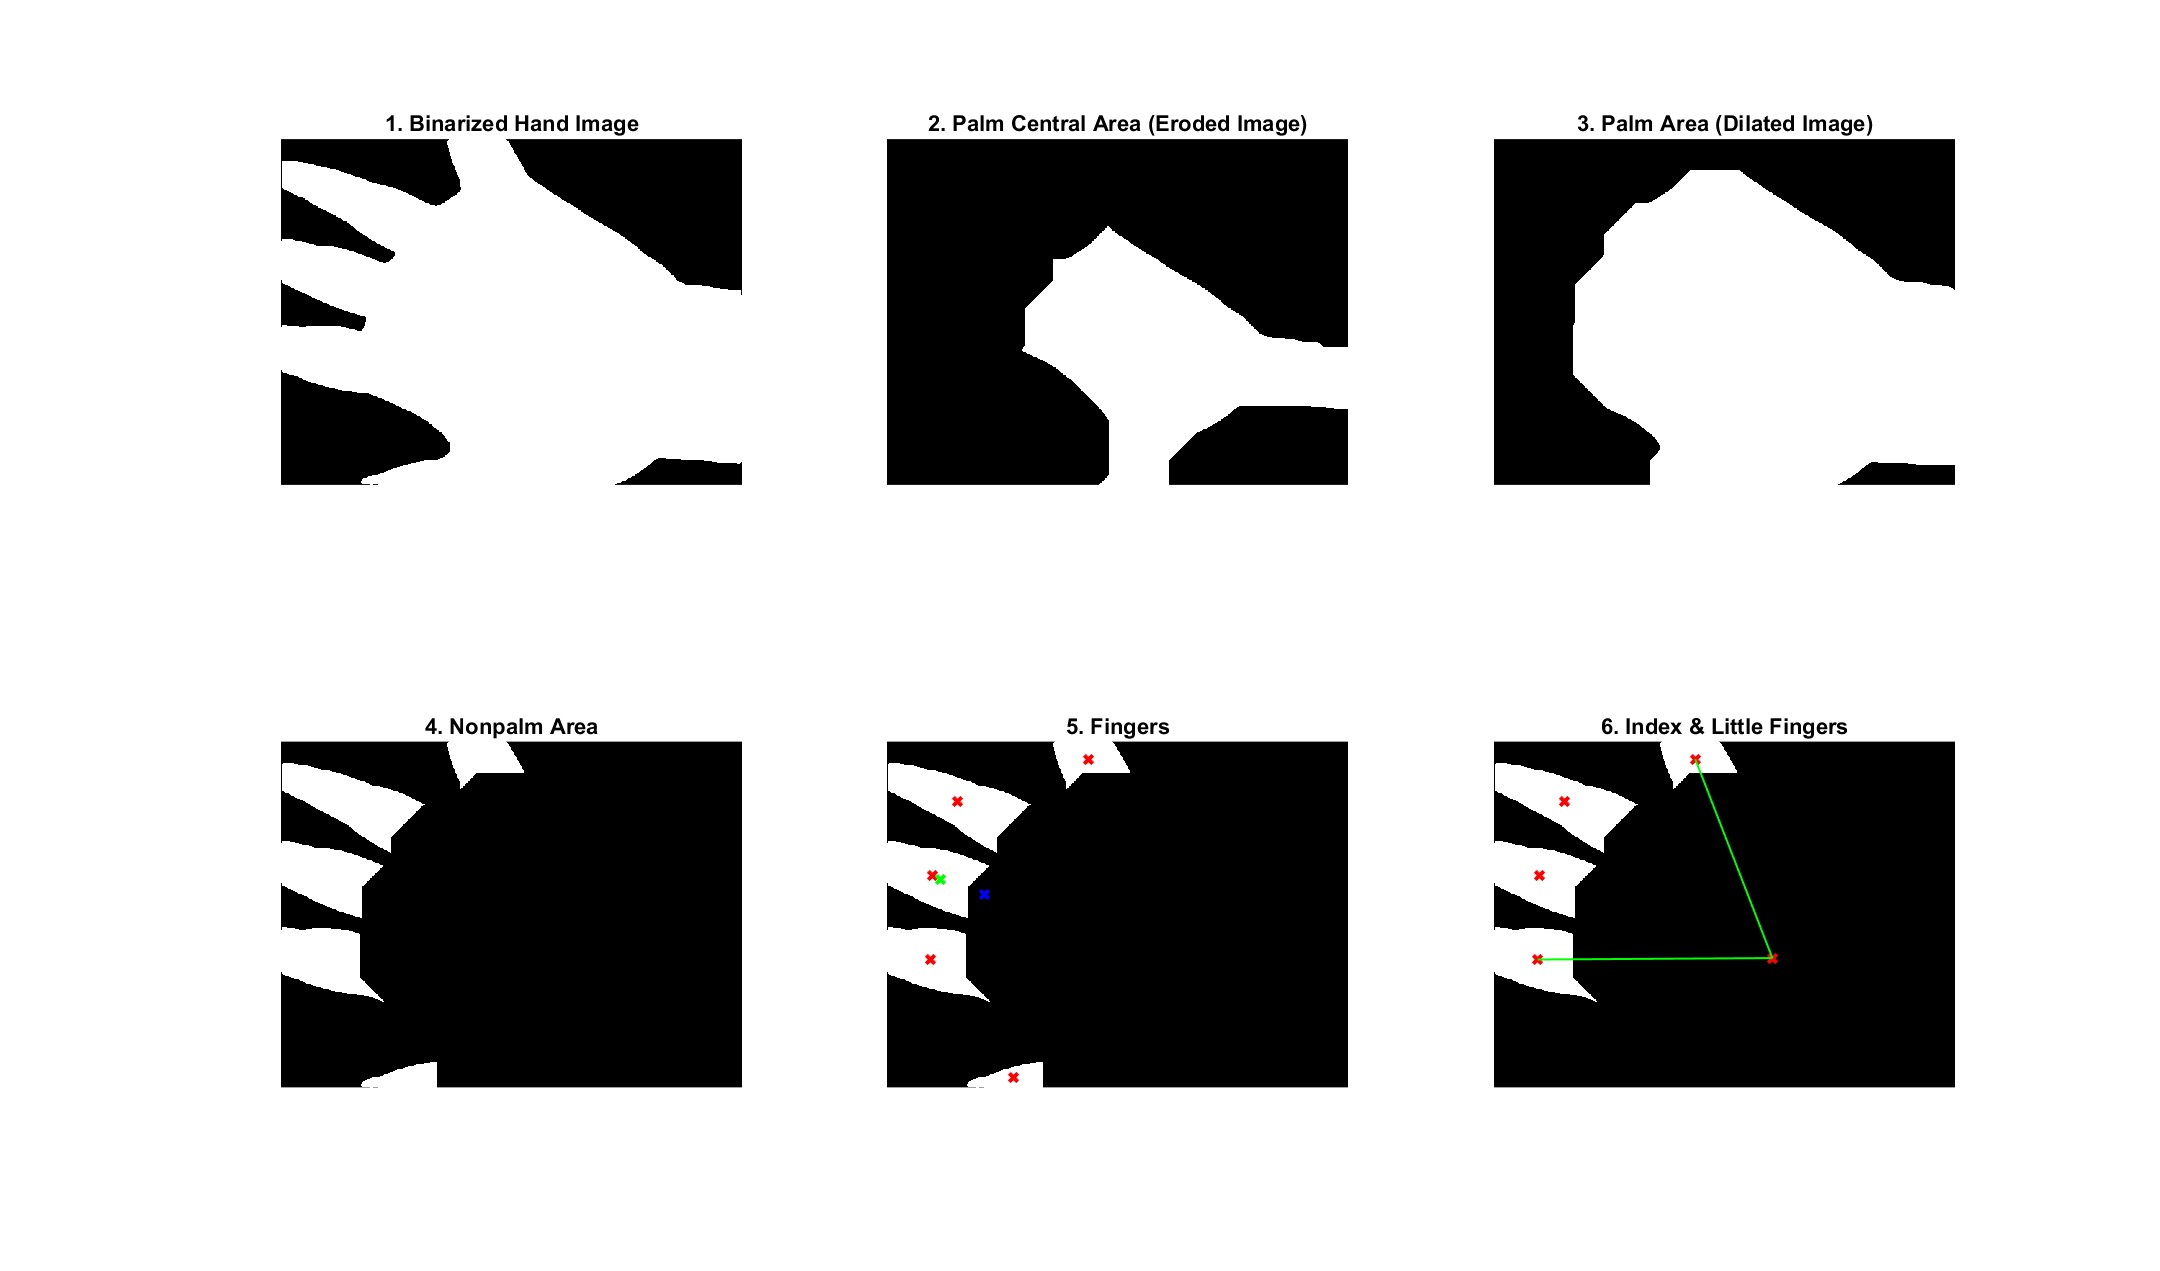 1. Binarized Hand Image
2. Palm Central Area (Eroded Image)
3. Palm Area (Dilated Image)
4. Nonpalm Area
5. Fingers
6. Index & Little Fingers